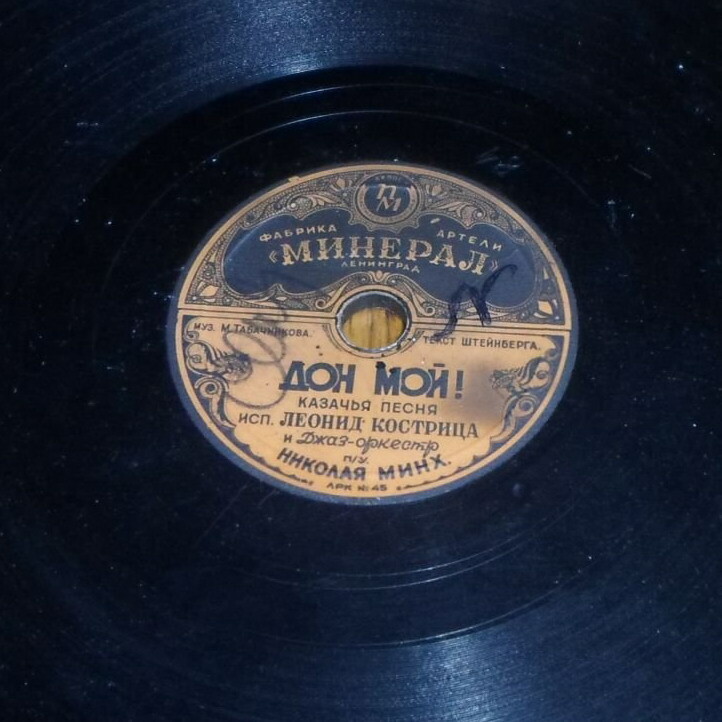 ПМ
ФАБРИКА АРТЕЛИ
«МИНЕРАЛ»
ЛЕНИНГРАД
МУЗ. М.ТАБАЧНИКОВА. ТЕКСТ ШТЕЙНБЕРГА.
ДОН МОЙ!
КАЗАЧЬЯ ПЕСНЯ
ИСП. ЛЕОНИД КОСТРИЦА
и Джаз-оркестр
П/У.
НИКОЛАЯ МИНХ.
АРК № 45